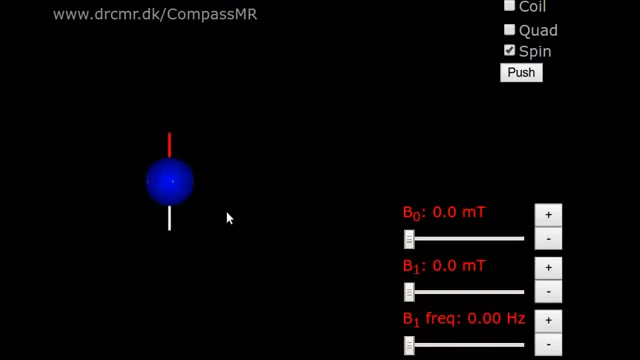 www.drcmr.dk/CompassMR
Coil
Quad
Spin
Push
B₀: 0.0 mT
+
-
B₁: 0.0 mT
+
-
B₁ freq: 0.00 Hz
+
-